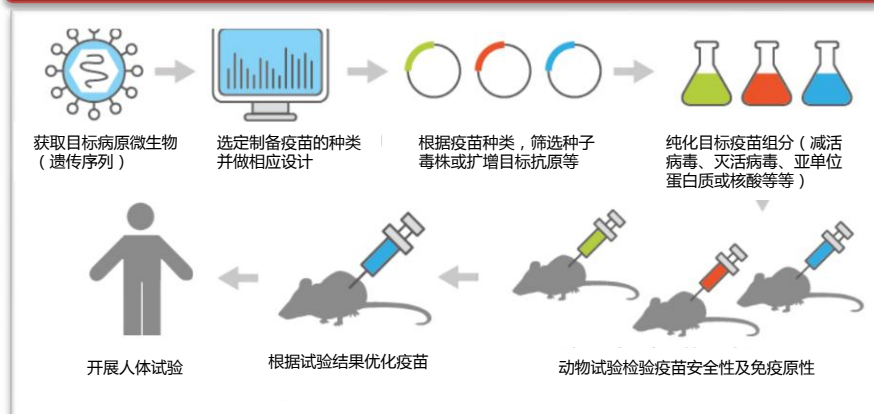 获取目标病原微生物
（遗传序列）
选定制备疫苗的种类
并做相应设计
根据疫苗种类，筛选种子
毒株或扩增目标抗原等
纯化目标疫苗组分（减活
病毒、灭活病毒、亚单位
蛋白质或核酸等等）
开展人体试验
根据试验结果优化疫苗
动物试验检验疫苗安全性及免疫原性